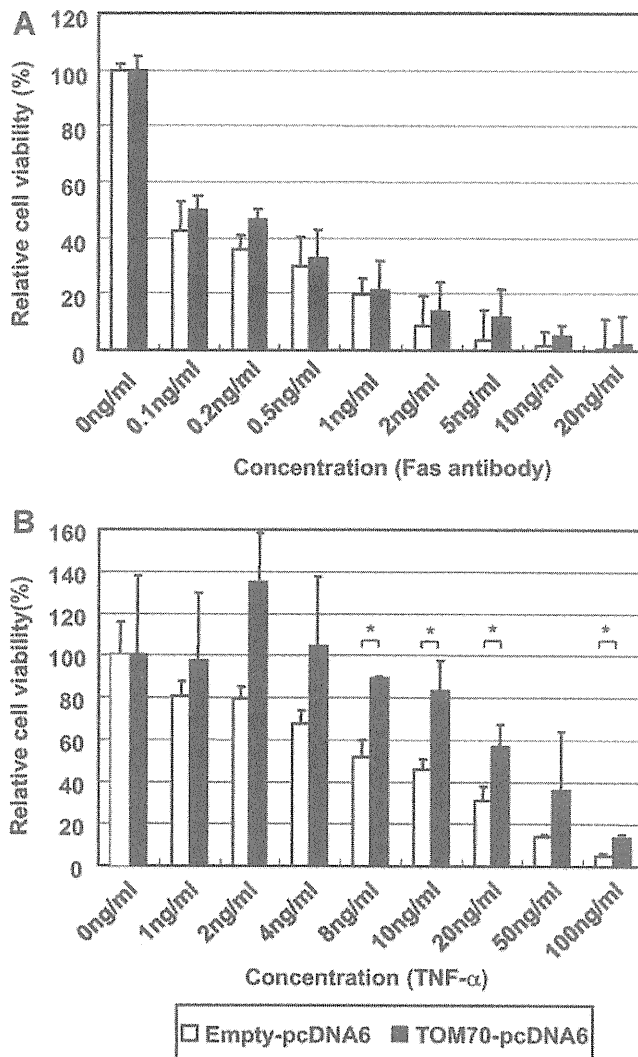 A
120
100
80
60
40
20
0
Relative cell viability (%)
0ng/ml
0.1ng/ml
0.2ng/ml
0.5ng/ml
1ng/ml
2ng/ml
5ng/ml
10ng/ml
20ng/ml
Concentration (Fas antibody)
B
160
140
120
100
80
60
40
20
0
Relative cell viability(%)
* * * *
0ng/ml
1ng/ml
2ng/ml
4ng/ml
8ng/ml
10ng/ml
20ng/ml
50ng/ml
100ng/ml
Concentration (TNF-α)
Empty-pcDNA6 TOM70-pcDNA6